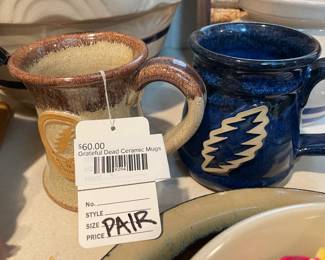 $60.00
Grateful Dead Ceramic Mugs
No.
STYLE
SIZE PAIR
PRICE